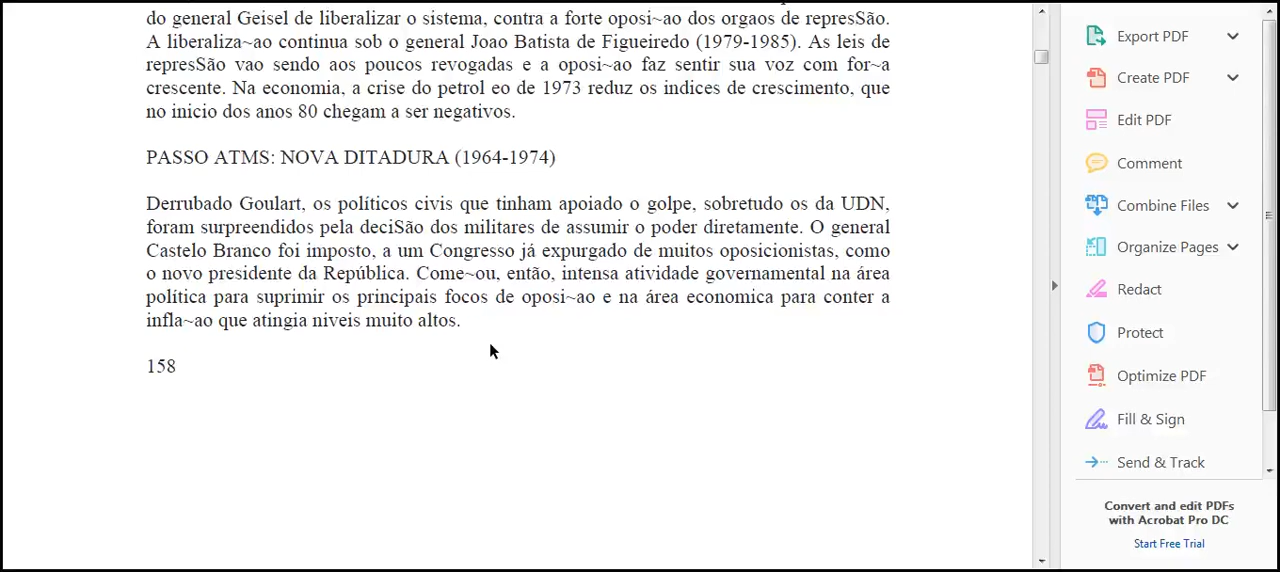 do general Geisel de liberalizar o sistema, contra a forte oposi~ao dos orgaos de represSão.
A liberaliza~ao continua sob o general Joao Batista de Figueiredo (1979-1985). As leis de
represSão vao sendo aos poucos revogadas e a oposi~ao faz sentir sua voz com for~a
crescente. Na economia, a crise do petrol eo de 1973 reduz os indices de crescimento, que
no inicio dos anos 80 chegam a ser negativos.
PASSO ATMS: NOVA DITADURA (1964-1974)
Derrubado Goulart, os políticos civis que tinham apoiado o golpe, sobretudo os da UDN,
foram surpreendidos pela deciSão dos militares de assumir o poder diretamente. O general
Castelo Branco foi imposto, a um Congresso já expurgado de muitos oposicionistas, como
o novo presidente da República. Come~ou, então, intensa atividade governamental na área
política para suprimir os principais focos de oposi~ao e na área economica para conter a
infla~ao que atingia niveis muito altos.
158
Export PDF
Create PDF
Edit PDF
Comment
Combine Files
Organize Pages
Redact
Protect
Optimize PDF
Fill & Sign
Send & Track
Convert and edit PDFs
with Acrobat Pro DC
Start Free Trial